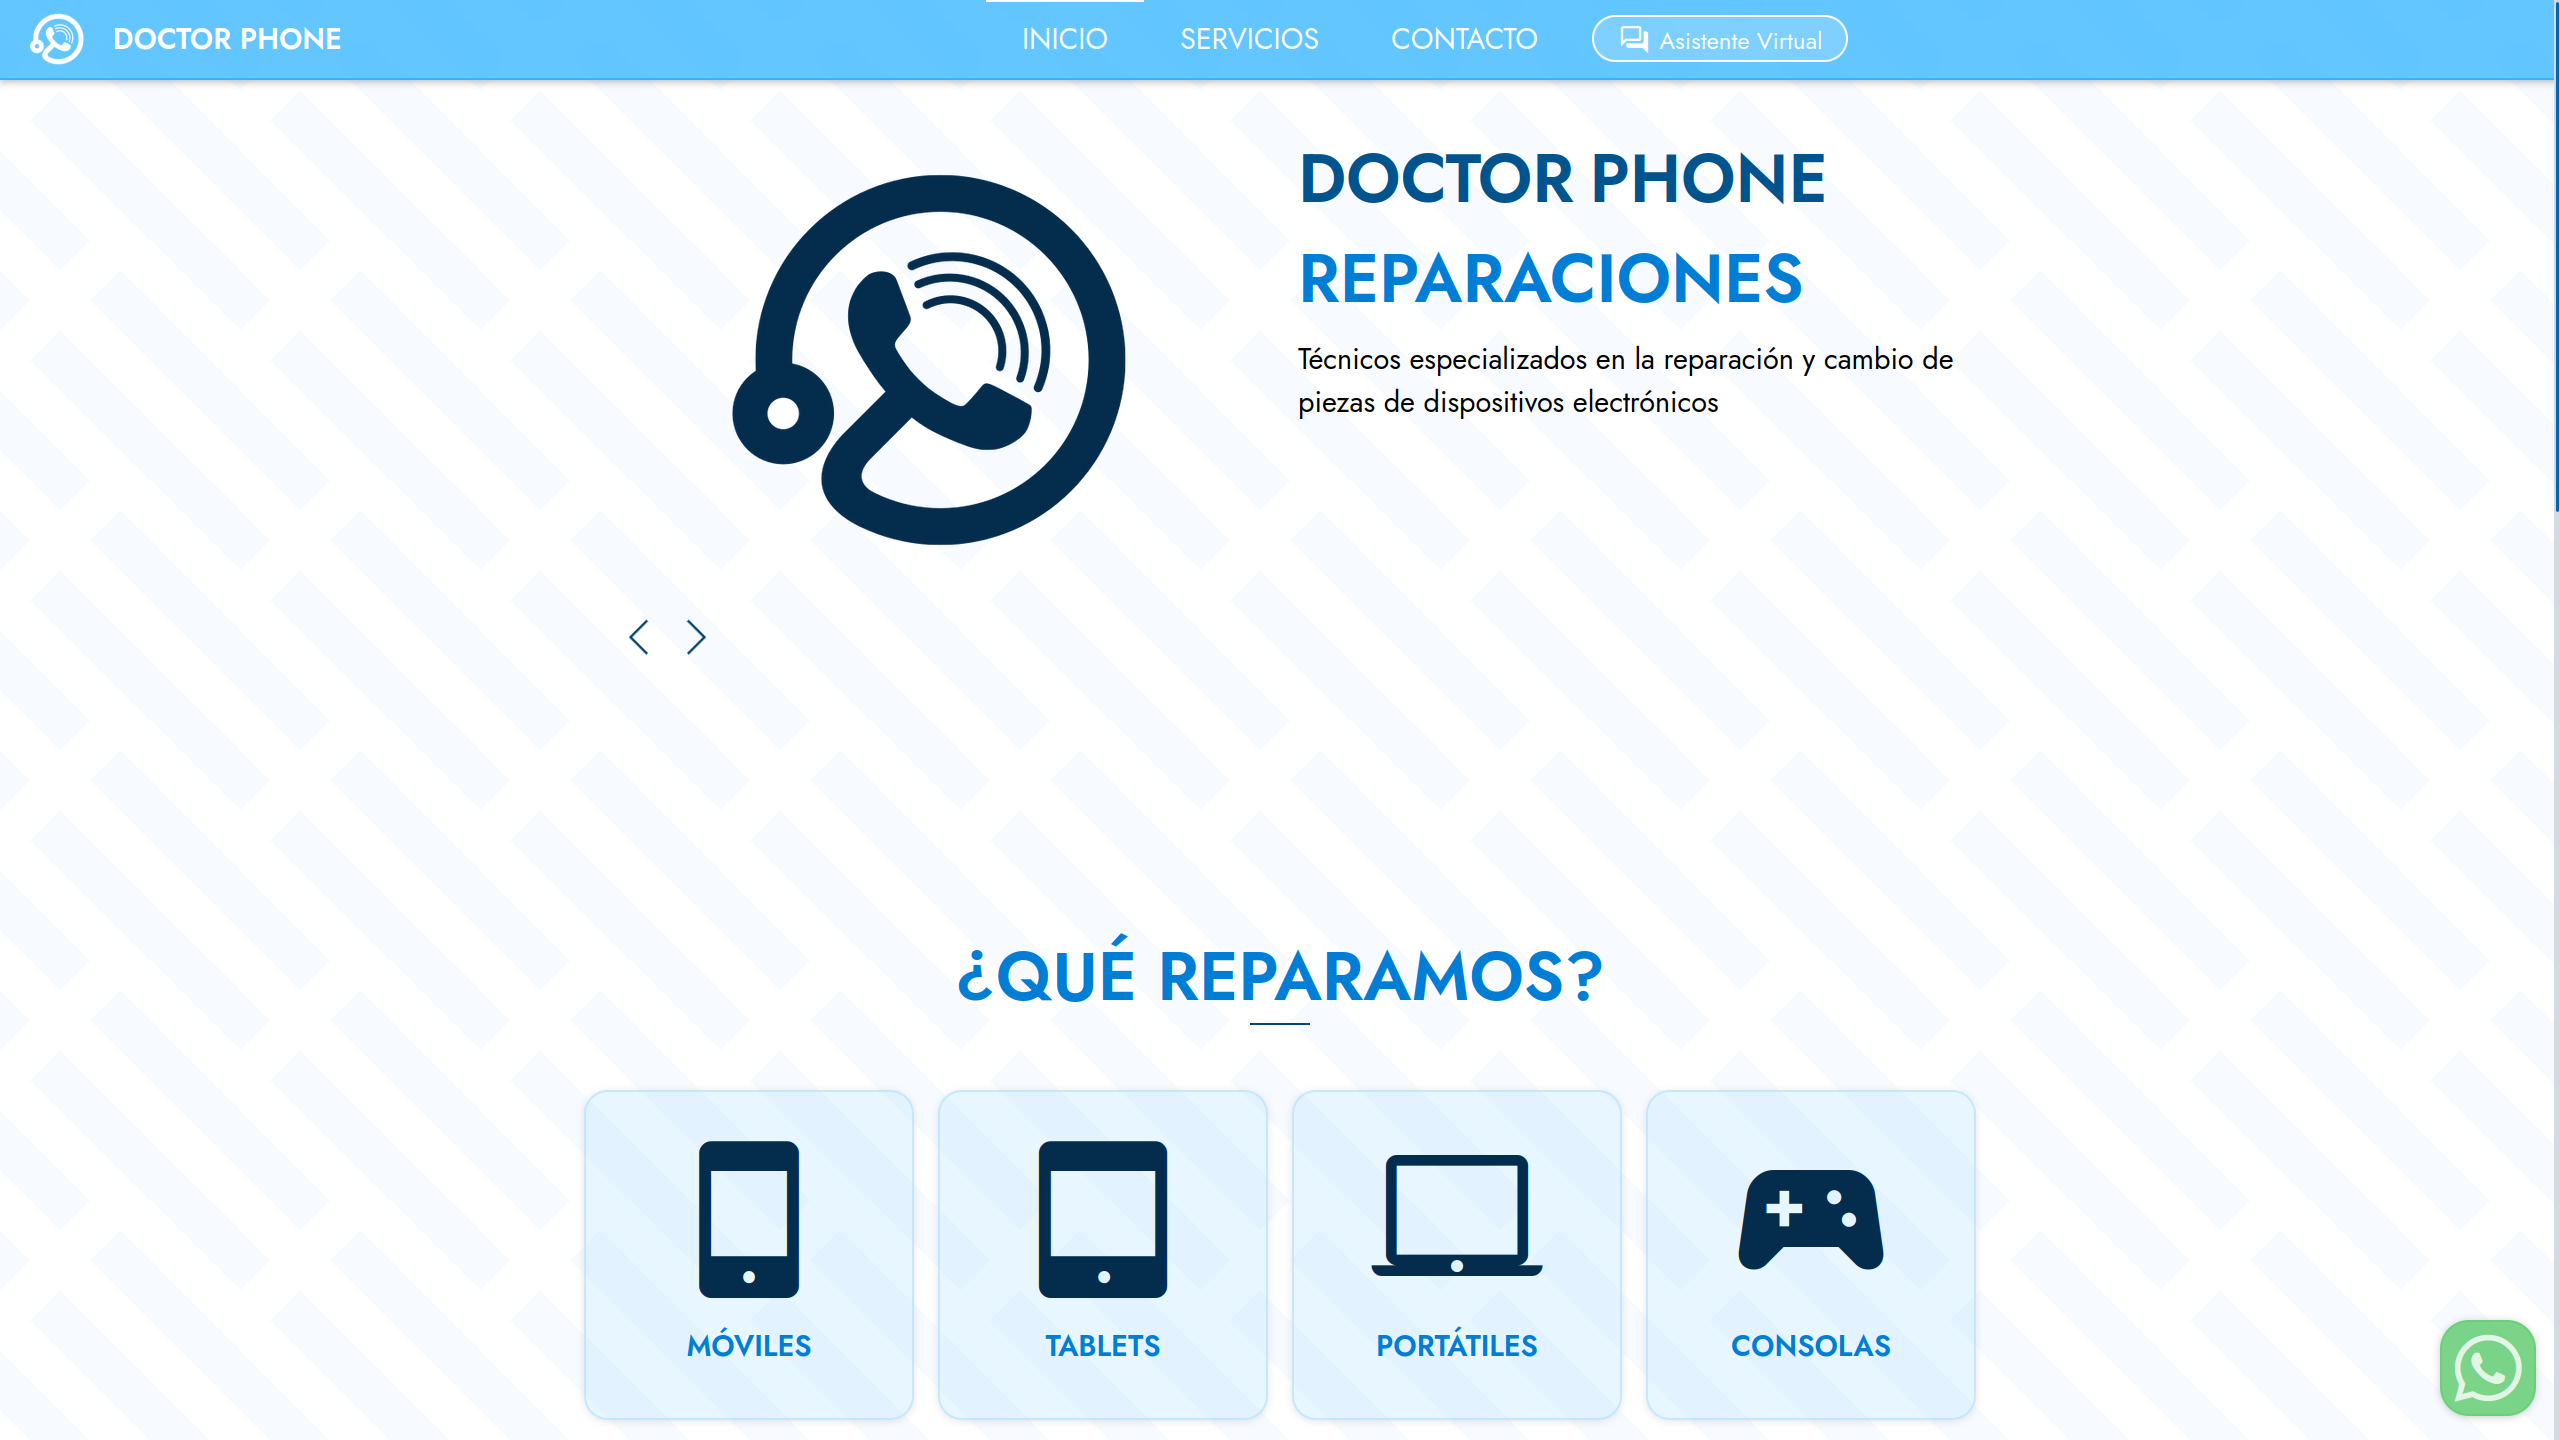 DOCTOR PHONE
INICIO
SERVICIOS
CONTACTO
Asistente Virtual
DOCTOR PHONE
REPARACIONES
Técnicos especializados en la reparación y cambio de
piezas de dispositivos electrónicos
¿QUÉ REPARAMOS?
MÓVILES
TABLETS
PORTÁTILES
CONSOLAS